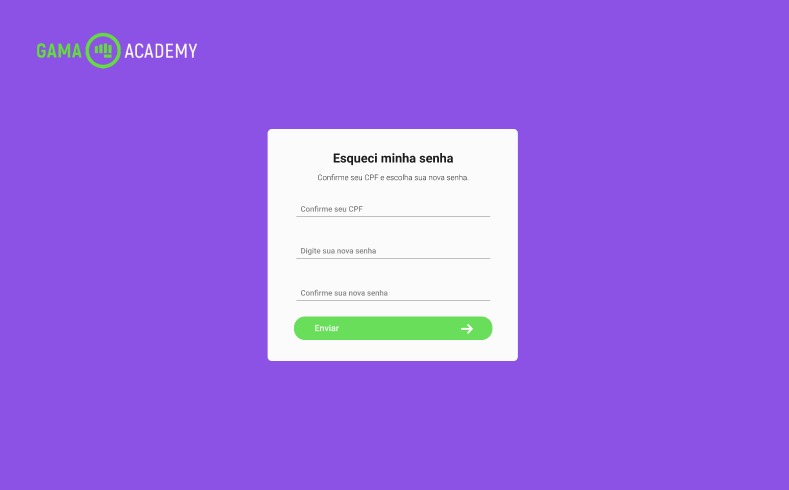 GAMA ACADEMY
Esqueci minha senha
Confirme seu CPF e escolha sua nova senha.
Confirme seu CPF
Digite sua nova senha
Confirme sua nova senha
Enviar